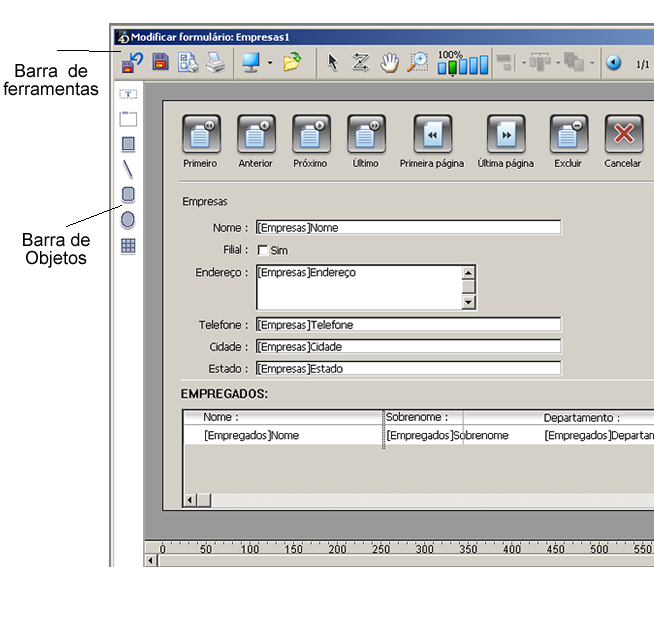 Modificar formulário: Empresas1
100%
1/1
Barra de
ferramentas
Primeiro Anterior Próximo Último Primeira página Última página Excluir Cancelar
Empresas
Nome : [Empresas]Nome
Filial : Sim
Barra de
Objetos
Endereço : [Empresas]Endereço
Telefone : [Empresas]Telefone
Cidade : [Empresas]Cidade
Estado : [Empresas]Estado
EMPREGADOS:
Nome : Sobrenome : Departamento :
[Empregados]Nome [Empregados]Sobrenome [Empregados]Departan
0 50 100 150 200 250 300 350 400 450 500 550